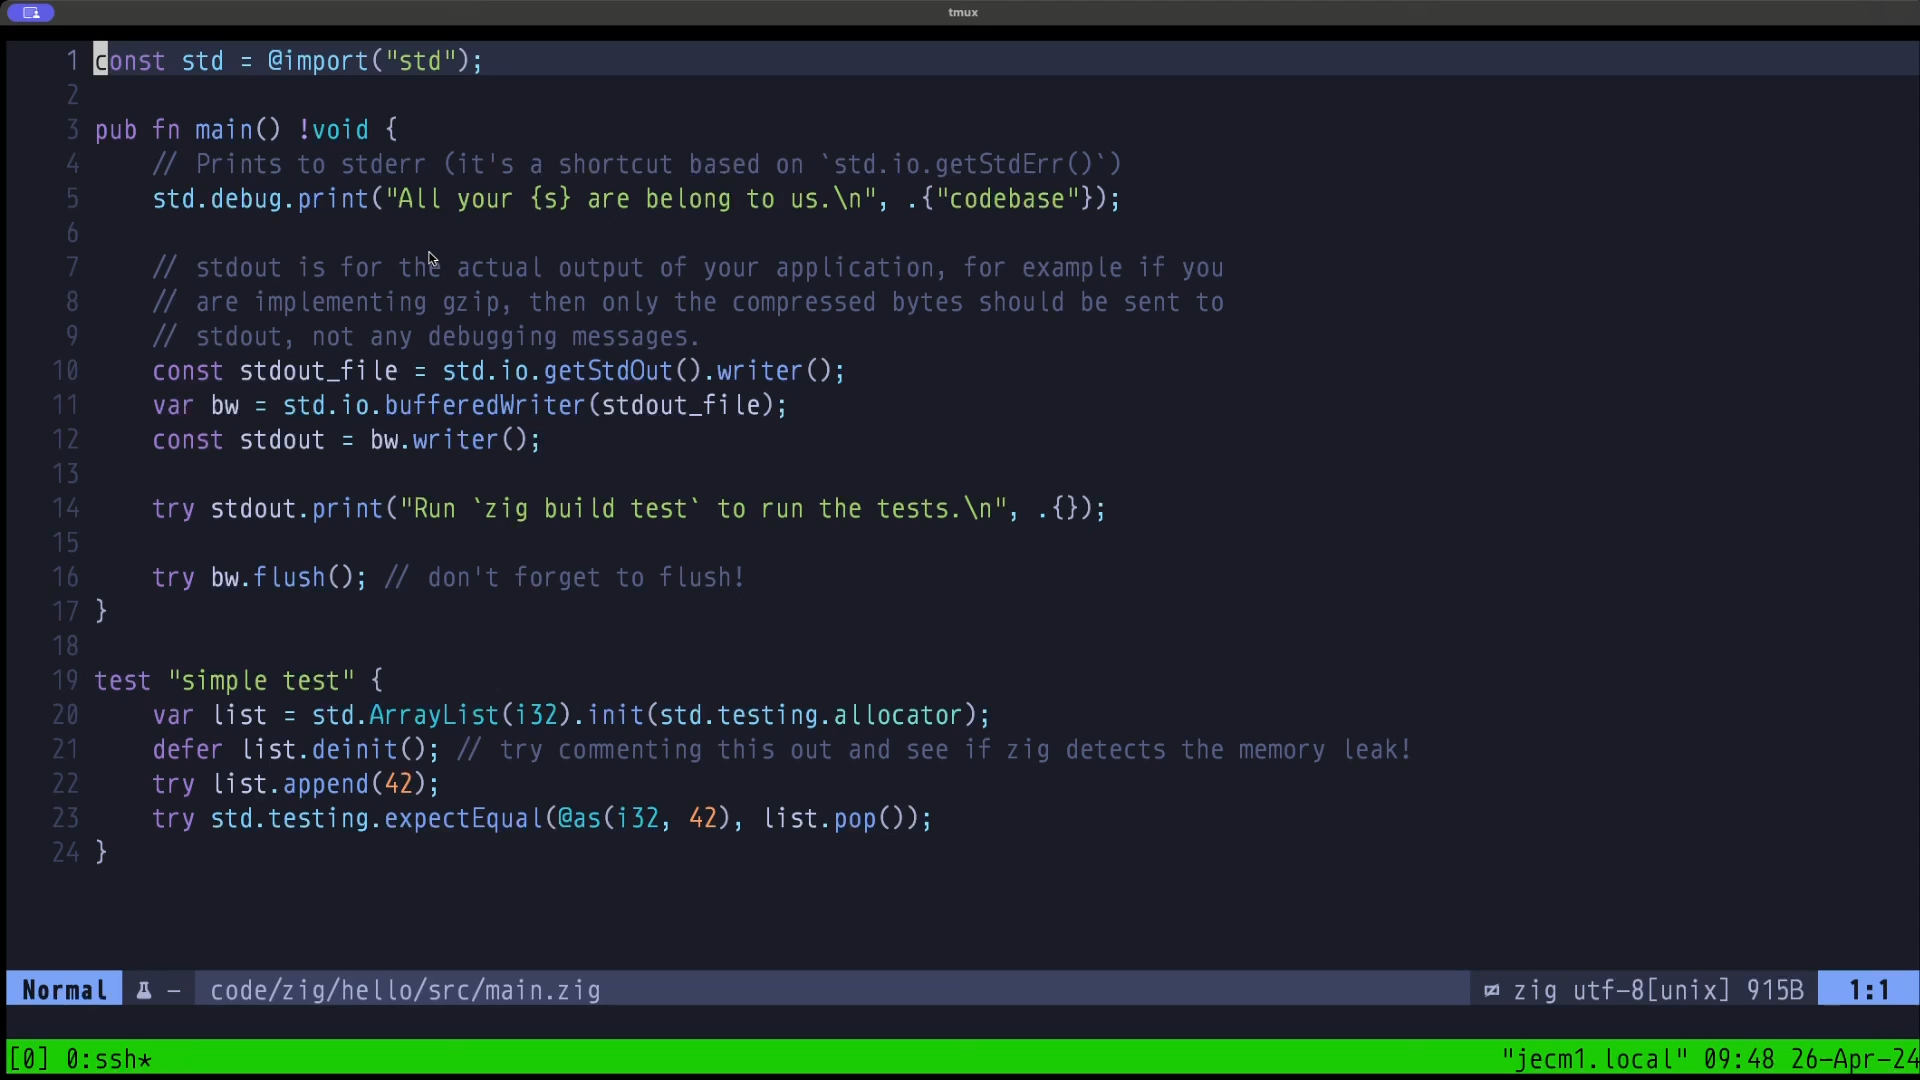 tmux
1 const std = @import("std");
2
3 pub fn main() !void {
4     // Prints to stderr (it's a shortcut based on `std.io.getStdErr()`)
5     std.debug.print("All your {s} are belong to us.\n", .{"codebase"});
6
7     // stdout is for the actual output of your application, for example if you
8     // are implementing gzip, then only the compressed bytes should be sent to
9     // stdout, not any debugging messages.
10     const stdout_file = std.io.getStdOut().writer();
11     var bw = std.io.bufferedWriter(stdout_file);
12     const stdout = bw.writer();
13
14     try stdout.print("Run `zig build test` to run the tests.\n", .{});
15
16     try bw.flush(); // don't forget to flush!
17 }
18
19 test "simple test" {
20     var list = std.ArrayList(i32).init(std.testing.allocator);
21     defer list.deinit(); // try commenting this out and see if zig detects the memory leak!
22     try list.append(42);
23     try std.testing.expectEqual(@as(i32, 42), list.pop());
24 }
Normal – code/zig/hello/src/main.zig zig utf-8[unix] 915B 1:1
[0] 0:ssh* "jecm1.local" 09:48 26-Apr-24